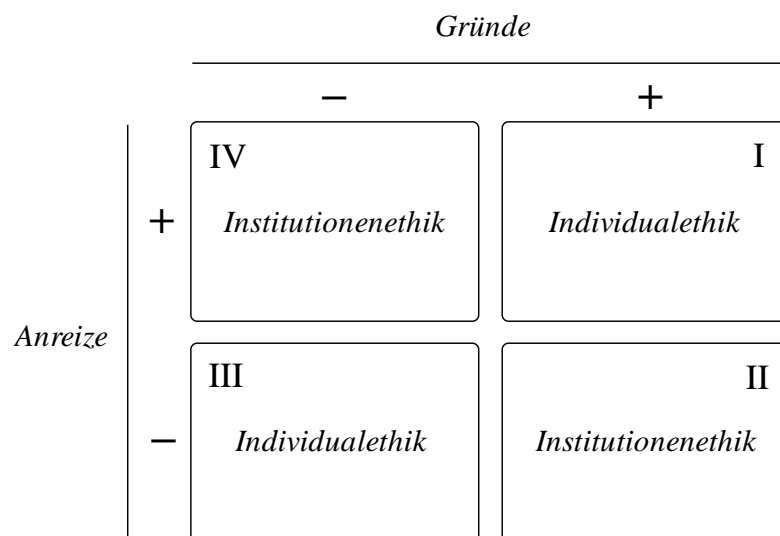 Gründe
− +
IV I
+ Institutionenethik Individualethik
Anreize
III II
− Individualethik Institutionenethik